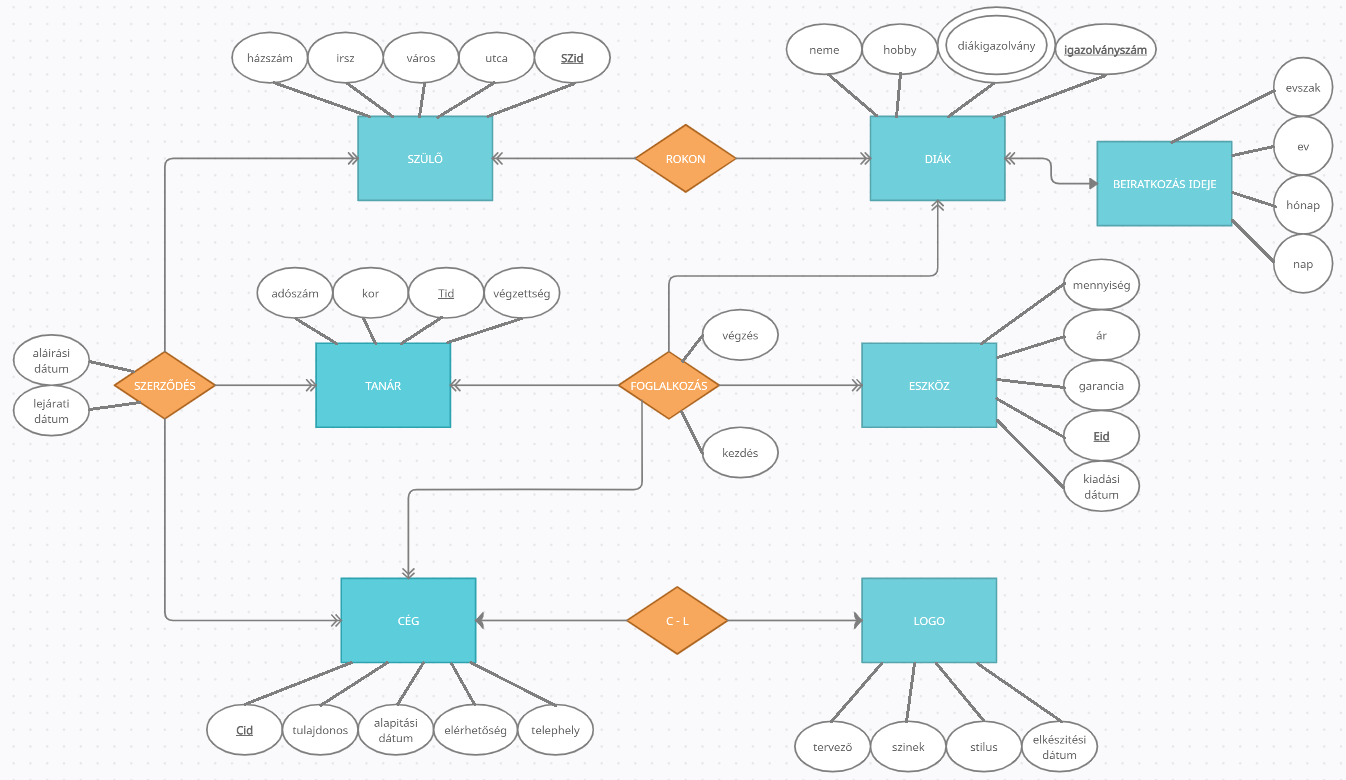 házszám
irsz
város
utca
SZid
neme
hobby
diákigazolvány
igazolványszám
evszak
ev
hónap
nap
SZÜLŐ
ROKON
DIÁK
BEIRATKOZÁS IDEJE
adószám
kor
Tid
végzettség
aláirási
dátum
lejárati
dátum
SZERZŐDÉS
TANÁR
FOGLALKOZÁS
végzés
kezdés
ESZKÖZ
mennyiség
ár
garancia
Eid
kiadási
dátum
CÉG
C - L
LOGO
Cid
tulajdonos
alapitási
dátum
elérhetőség
telephely
tervező
szinek
stilus
elkészitési
dátum